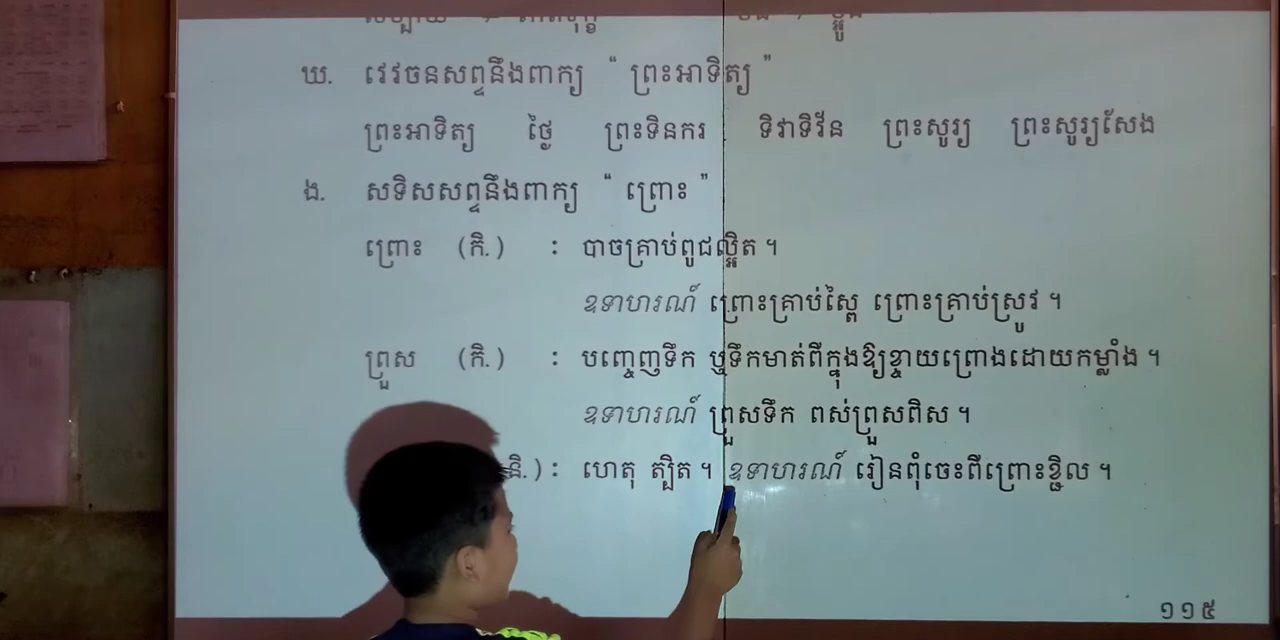 ឃ. វេវចនសព្ទនឹងពាក្យ “ ព្រះអាទិត្យ ”
ព្រះអាទិត្យ ថ្ងៃ ព្រះទិនករ ទិវាទិវ័ន ព្រះសូរ្យ ព្រះសូរ្យសែង
ង. សទិសសព្ទនឹងពាក្យ “ ព្រោះ ”
ព្រោះ (កិ.) : បាចគ្រាប់ពូជល្អិត ។
ឧទាហរណ៍ ព្រោះគ្រាប់ស្ពៃ ព្រោះគ្រាប់ស្រូវ ។
ព្រួស (កិ.) : បញ្ចេញទឹក ឬទឹកមាត់ពីក្នុងឱ្យខ្ចាយព្រោងដោយកម្លាំង ។
ឧទាហរណ៍ ព្រួសទឹក ពស់ព្រួសពិស ។
និ.) : ហេតុ ត្បិត ។ ឧទាហរណ៍ រៀនពុំចេះពីព្រោះខ្ជិល ។
១១៥